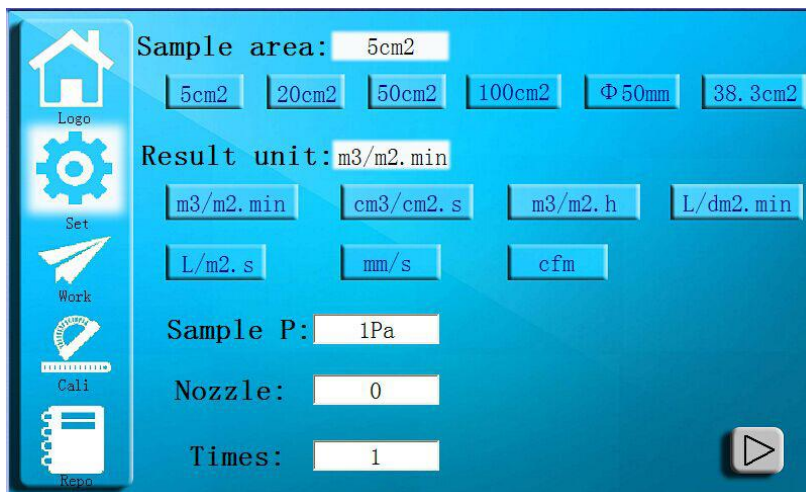 Logo
Set
Work
Cali
Repo
Sample area: 5cm2
5cm2 20cm2 50cm2 100cm2 Φ50mm 38.3cm2
Result unit: m3/m2.min
m3/m2.min cm3/cm2.s m3/m2.h L/dm2.min
L/m2.s mm/s cfm
Sample P: 1Pa
Nozzle: 0
Times: 1